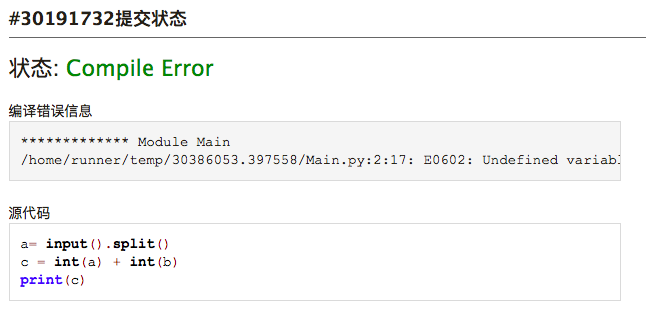 #30191732提交状态
状态: Compile Error
编译错误信息
************* Module Main
/home/runner/temp/30386053.397558/Main.py:2:17: E0602: Undefined
源代码
a= input().split()
c = int(a) + int(b)
print(c)